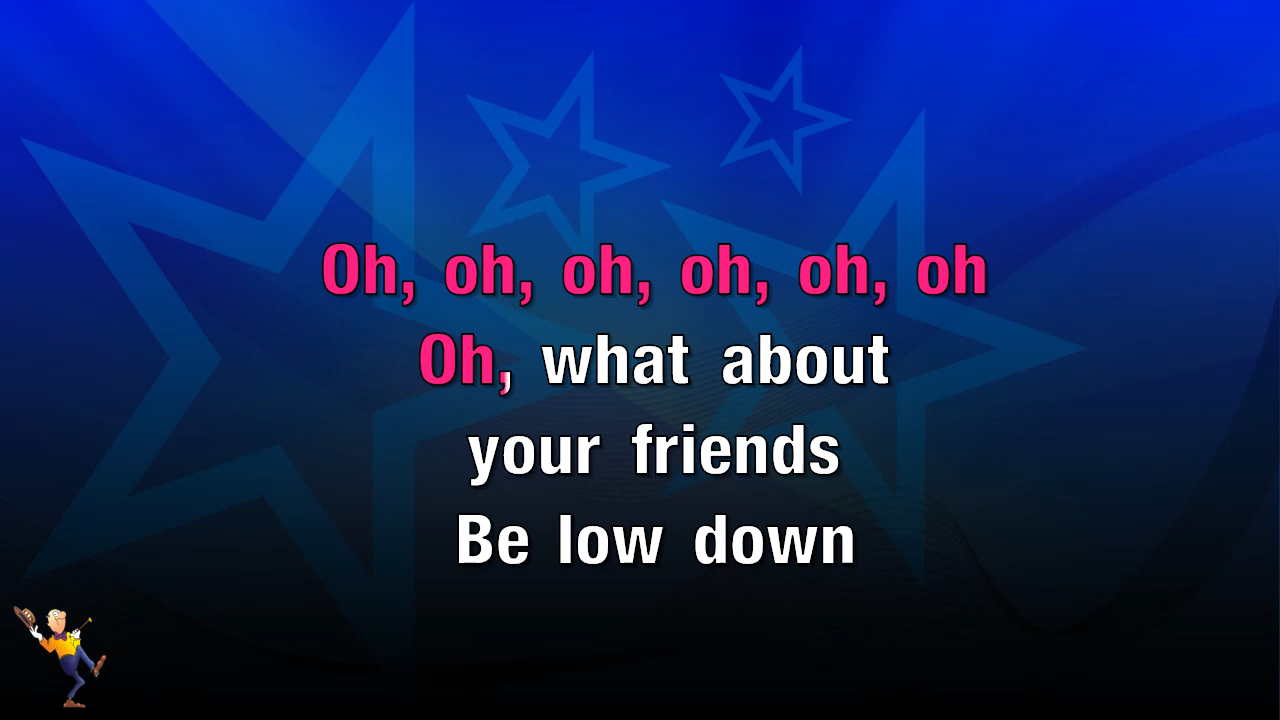 Oh, oh, oh, oh, oh, oh
Oh, what about
your friends
Be low down